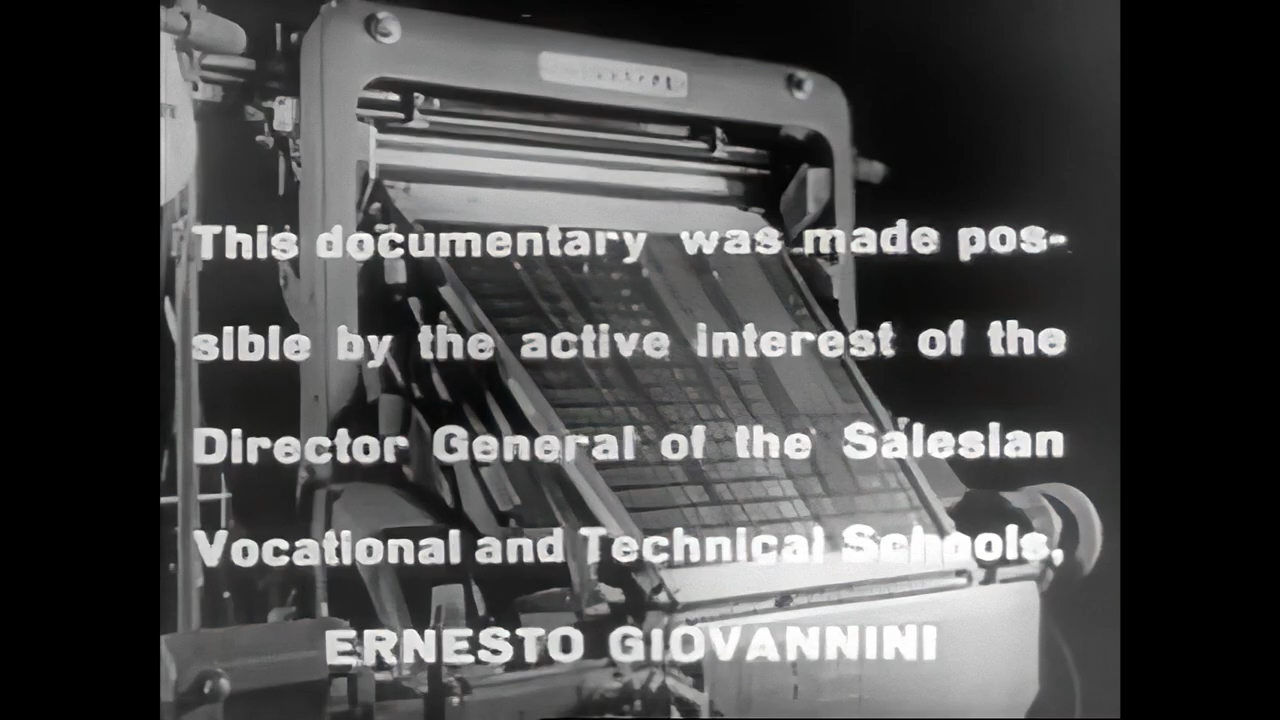 This documentary was made pos-
sible by the active interest of the
Director General of the Salesian
Vocational and Technical Schools,
ERNESTO GIOVANNINI